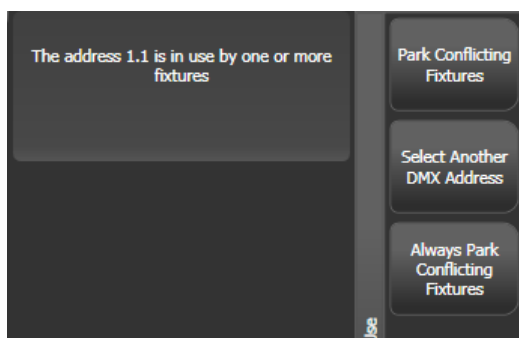 The address 1.1 is in use by one or more
fixtures
Park Conflicting
Fixtures
Select Another
DMX Address
Always Park
Conflicting
Fixtures
Use